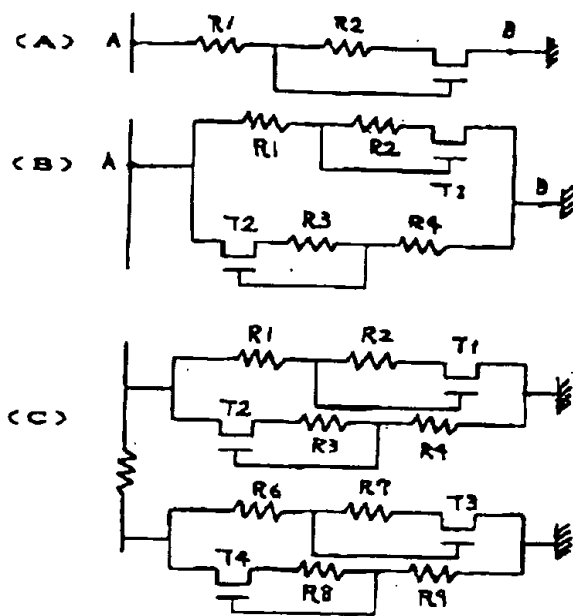 R1 R2 B
(A) A
R1 R2
T1
(B) A
B
T2 R3 R4
R1 R2 T1
T2
(C)
R3 R4
R6 R7 T3
T4
R8 R9